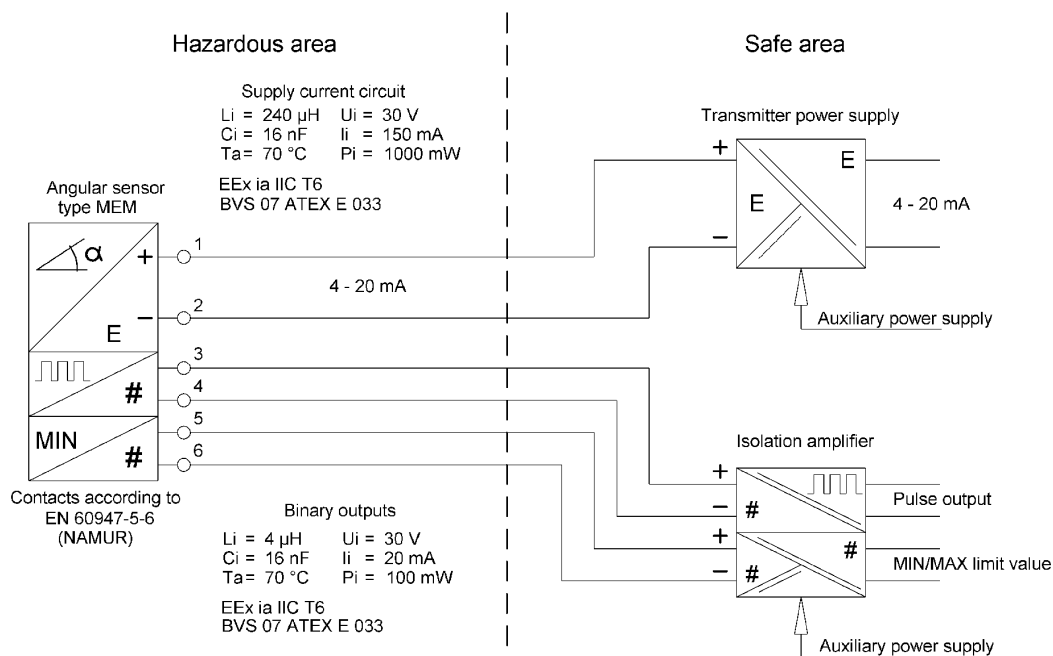 Hazardous area
Safe area
Supply current circuit
Li = 240 µH Ui = 30 V
Ci = 16 nF Ii = 150 mA
Ta= 70 °C Pi = 1000 mW
EEx ia IIC T6
BVS 07 ATEX E 033
Transmitter power supply
+
E
E
−
4 - 20 mA
Auxiliary power supply
Angular sensor
type MEM
α
+
1
4 - 20 mA
−
2
E
3
#
4
MIN
5
#
6
Contacts according to
EN 60947-5-6
(NAMUR)
Binary outputs
Li = 4 µH Ui = 30 V
Ci = 16 nF Ii = 20 mA
Ta= 70 °C Pi = 100 mW
EEx ia IIC T6
BVS 07 ATEX E 033
Isolation amplifier
+
−
#
Pulse output
+
#
−
#
MIN/MAX limit value
Auxiliary power supply